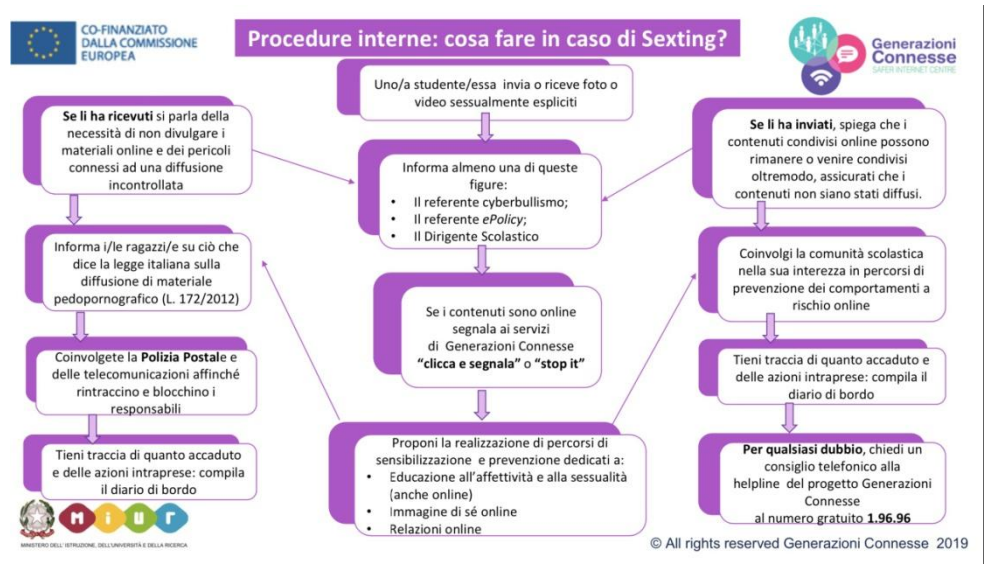 CO-FINANZIATO
DALLA COMMISSIONE
EUROPEA
Procedure interne: cosa fare in caso di Sexting?
Generazioni
Connesse
SAFER INTERNET CENTRE
Uno/a studente/essa invia o riceve foto o
video sessualmente espliciti
Se li ha ricevuti si parla della
necessità di non divulgare i
materiali online e dei pericoli
connessi ad una diffusione
incontrollata
Informa i/le ragazzi/e su ciò che
dice la legge italiana sulla
diffusione di materiale
pedopornografico (L. 172/2012)
Coinvolgete la Polizia Postale e
delle telecomunicazioni affinché
rintraccino e blocchino i
responsabili
Tieni traccia di quanto accaduto
e delle azioni intraprese: compila
il diario di bordo
Informa almeno una di queste
figure:
• Il referente cyberbullismo;
• Il referente ePolicy;
• Il Dirigente Scolastico
Se i contenuti sono online
segnala ai servizi
di Generazioni Connesse
“clicca e segnala” o “stop it”
Proponi la realizzazione di percorsi di
sensibilizzazione e prevenzione dedicati a:
• Educazione all’affettività e alla sessualità
(anche online)
• Immagine di sé online
• Relazioni online
Se li ha inviati, spiega che i
contenuti condivisi online possono
rimanere o venire condivisi
oltremodo, assicurati che i
contenuti non siano stati diffusi.
Coinvolgi la comunità scolastica
nella sua interezza in percorsi di
prevenzione dei comportamenti a
rischio online
Tieni traccia di quanto accaduto e
delle azioni intraprese: compila il
diario di bordo
Per qualsiasi dubbio, chiedi un
consiglio telefonico alla
helpline del progetto Generazioni
Connesse
al numero gratuito 1.96.96
MIUR
MINISTERO DELL' ISTRUZIONE, DELL'UNIVERSITÀ E DELLA RICERCA
© All rights reserved Generazioni Connesse 2019